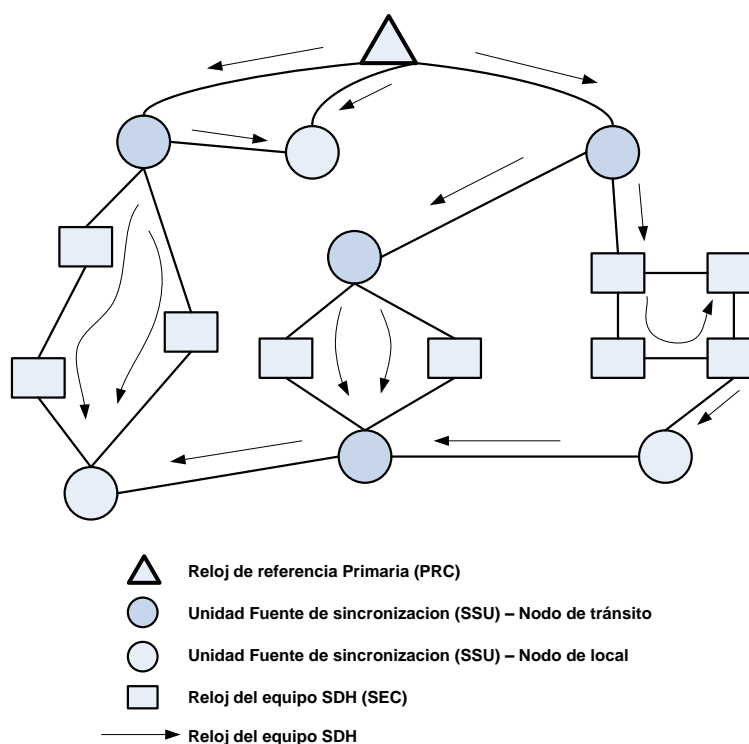 Reloj de referencia Primaria (PRC)
Unidad Fuente de sincronizacion (SSU) – Nodo de tránsito
Unidad Fuente de sincronizacion (SSU) – Nodo de local
Reloj del equipo SDH (SEC)
Reloj del equipo SDH